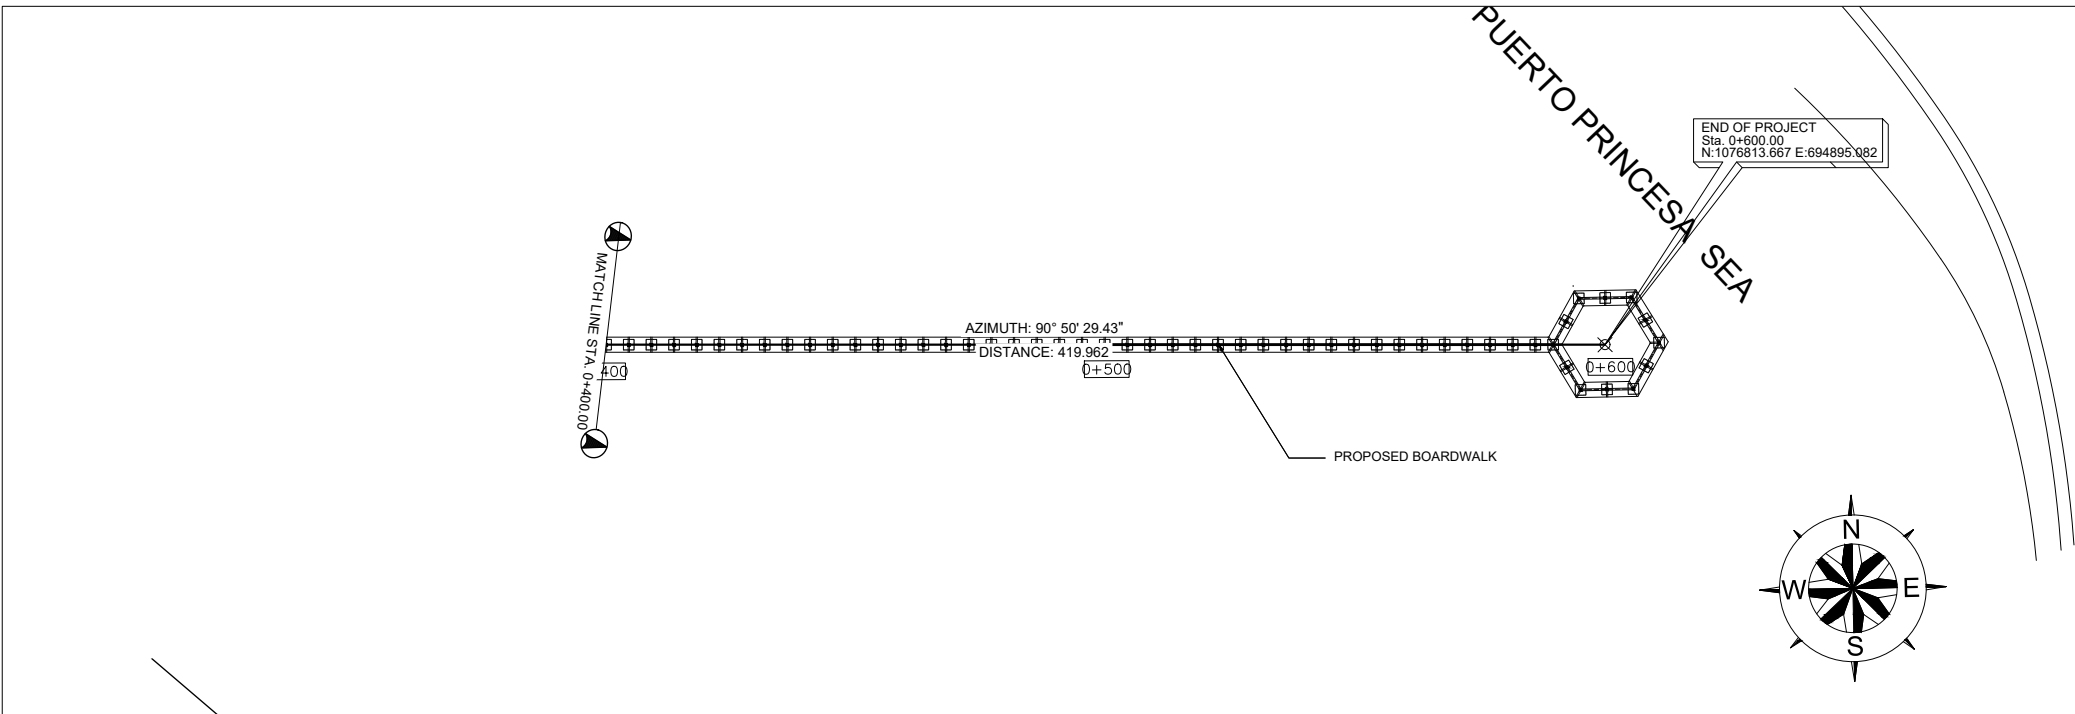 PUERTO PRINCESA SEA
END OF PROJECT
Sta. 0+600.00
N:1076813.667 E:694895.082
MATCH LINE STA. 0+400.00
AZIMUTH: 90° 50' 29.43"
DISTANCE: 419.962
400
0+500
0+600
PROPOSED BOARDWALK
N
W
E
S